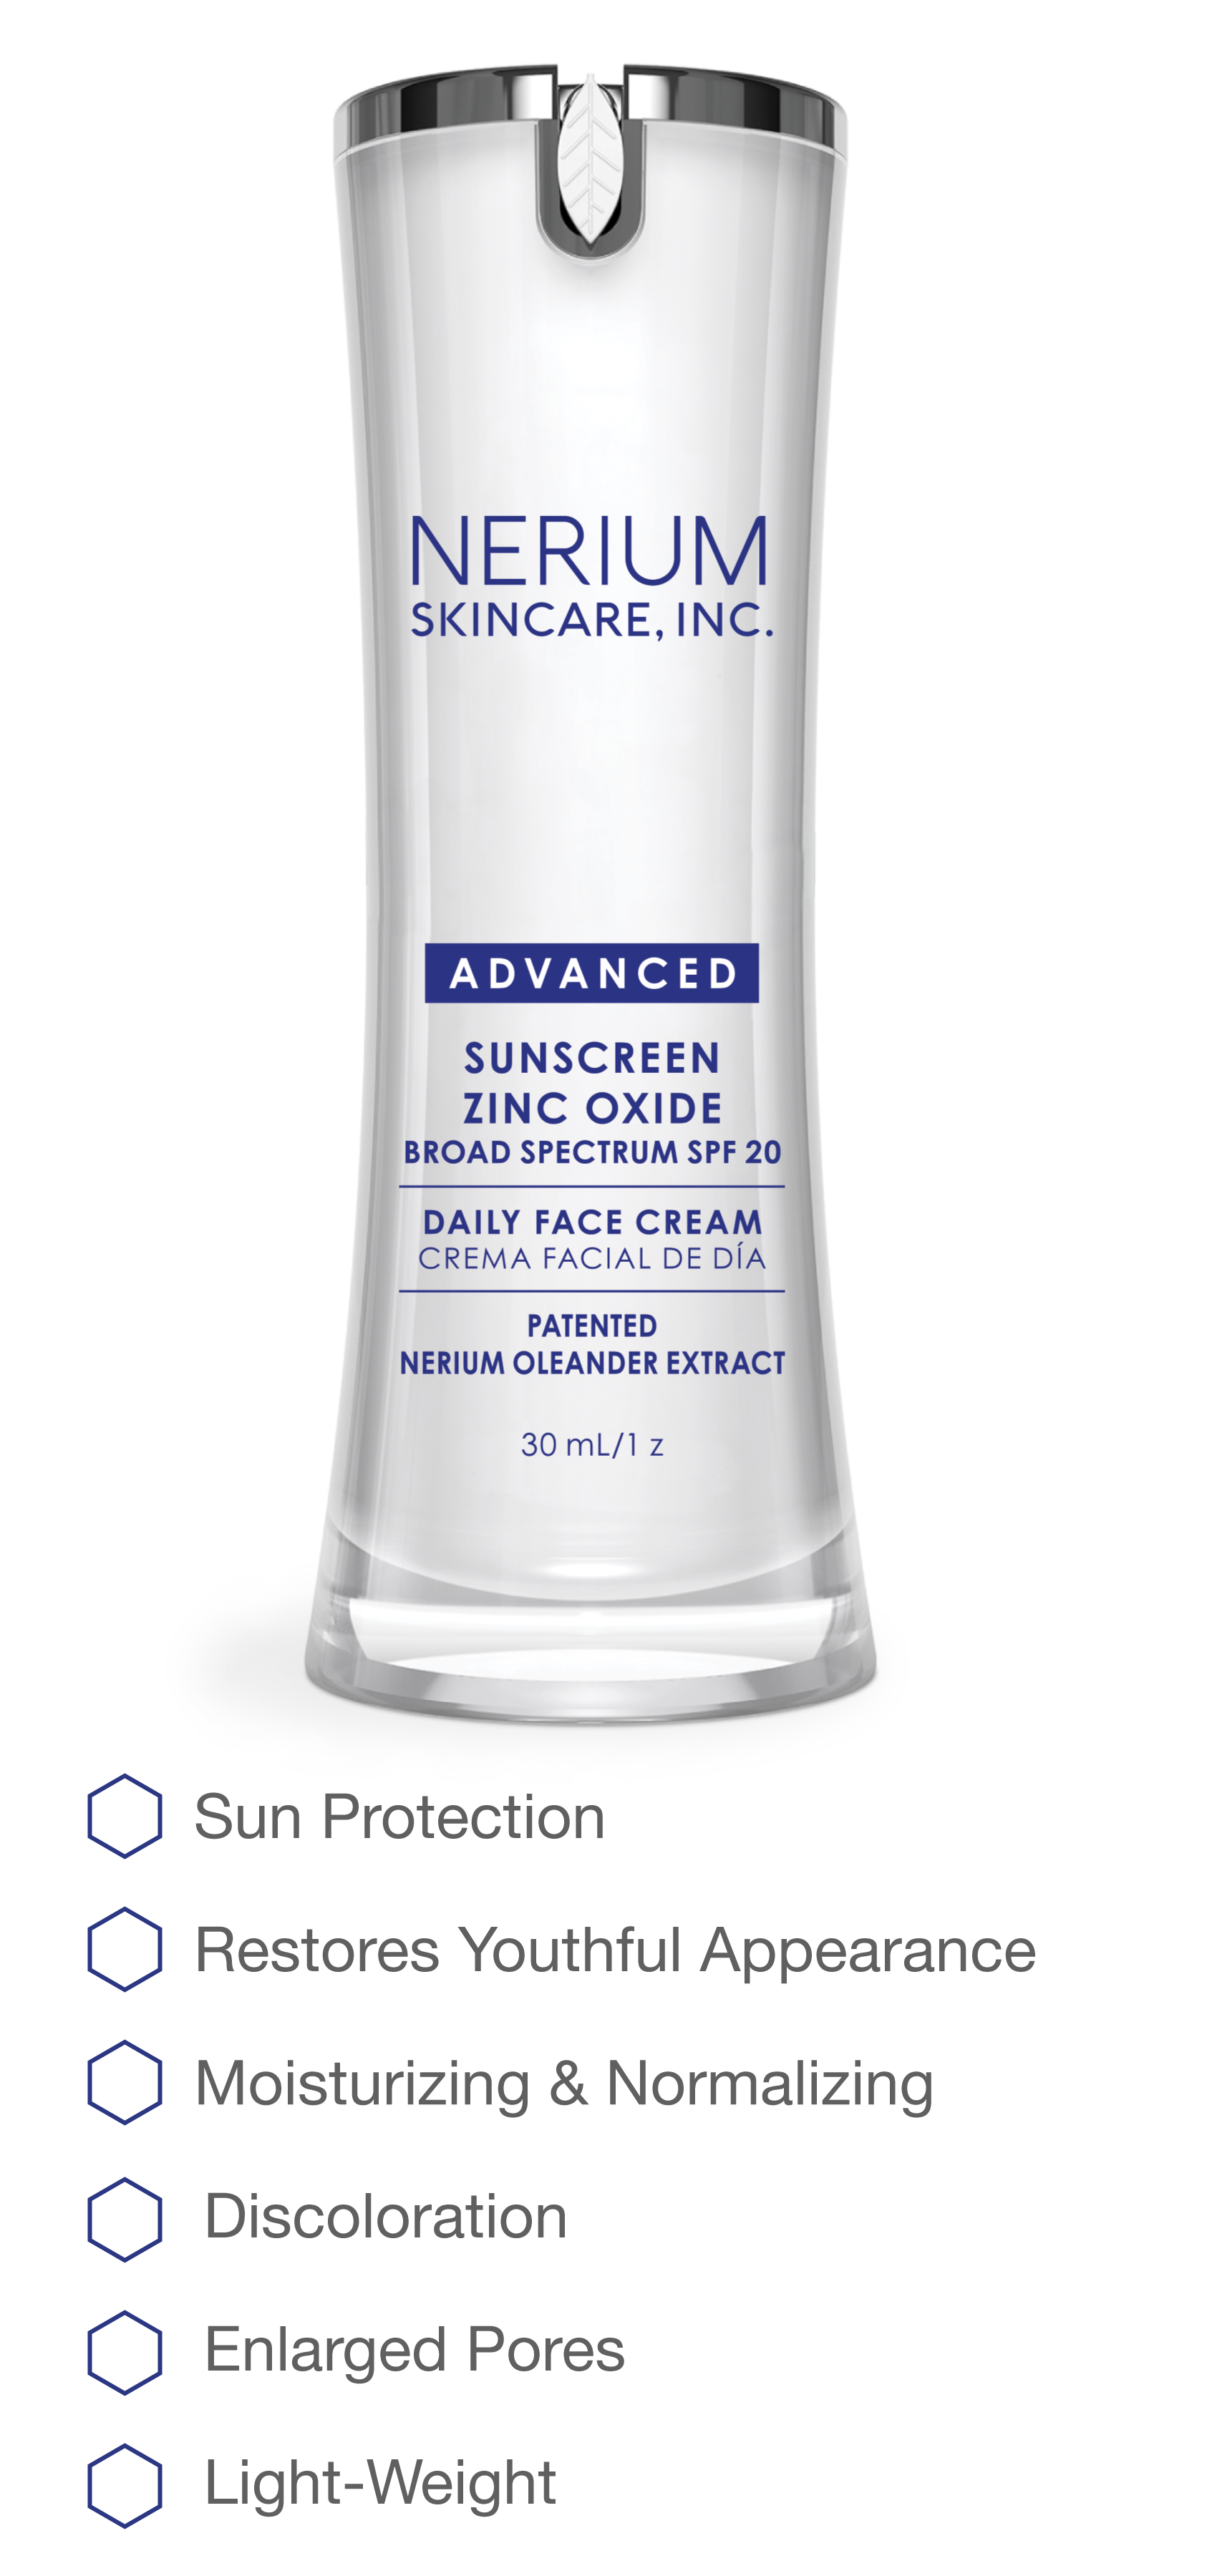 NERIUM
SKINCARE, INC.
ADVANCED
SUNSCREEN
ZINC OXIDE
BROAD SPECTRUM SPF 20
DAILY FACE CREAM
CREMA FACIAL DE DÍA
PATENTED
NERIUM OLEANDER EXTRACT
30 mL/1 z
Sun Protection
Restores Youthful Appearance
Moisturizing & Normalizing
Discoloration
Enlarged Pores
Light-Weight